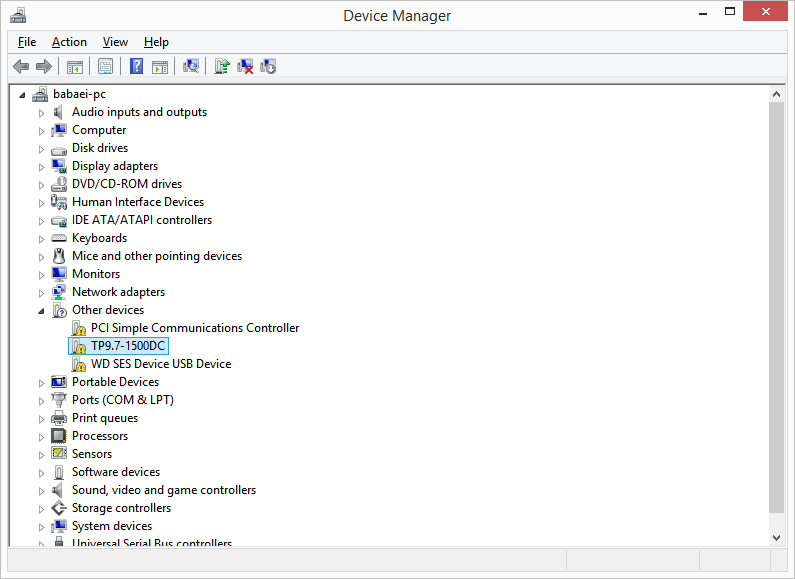 Device Manager
File Action View Help
babaei-pc
Audio inputs and outputs
Computer
Disk drives
Display adapters
DVD/CD-ROM drives
Human Interface Devices
IDE ATA/ATAPI controllers
Keyboards
Mice and other pointing devices
Monitors
Network adapters
Other devices
PCI Simple Communications Controller
TP9.7-1500DC
WD SES Device USB Device
Portable Devices
Ports (COM & LPT)
Print queues
Processors
Sensors
Software devices
Sound, video and game controllers
Storage controllers
System devices
Universal Serial Bus controllers